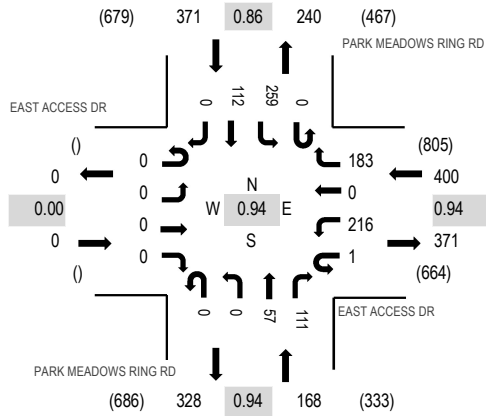 (679) 371 0.86 240 (467)
PARK MEADOWS RING RD
0 112 259 0
EAST ACCESS DR
() 0 183 (805)
0 0 N 0 400
0.00 W 0.94 E 0.94
0 0 S 216 371
() 0 1 (664)
0 0 57 111
EAST ACCESS DR
PARK MEADOWS RING RD
(686) 328 0.94 168 (333)